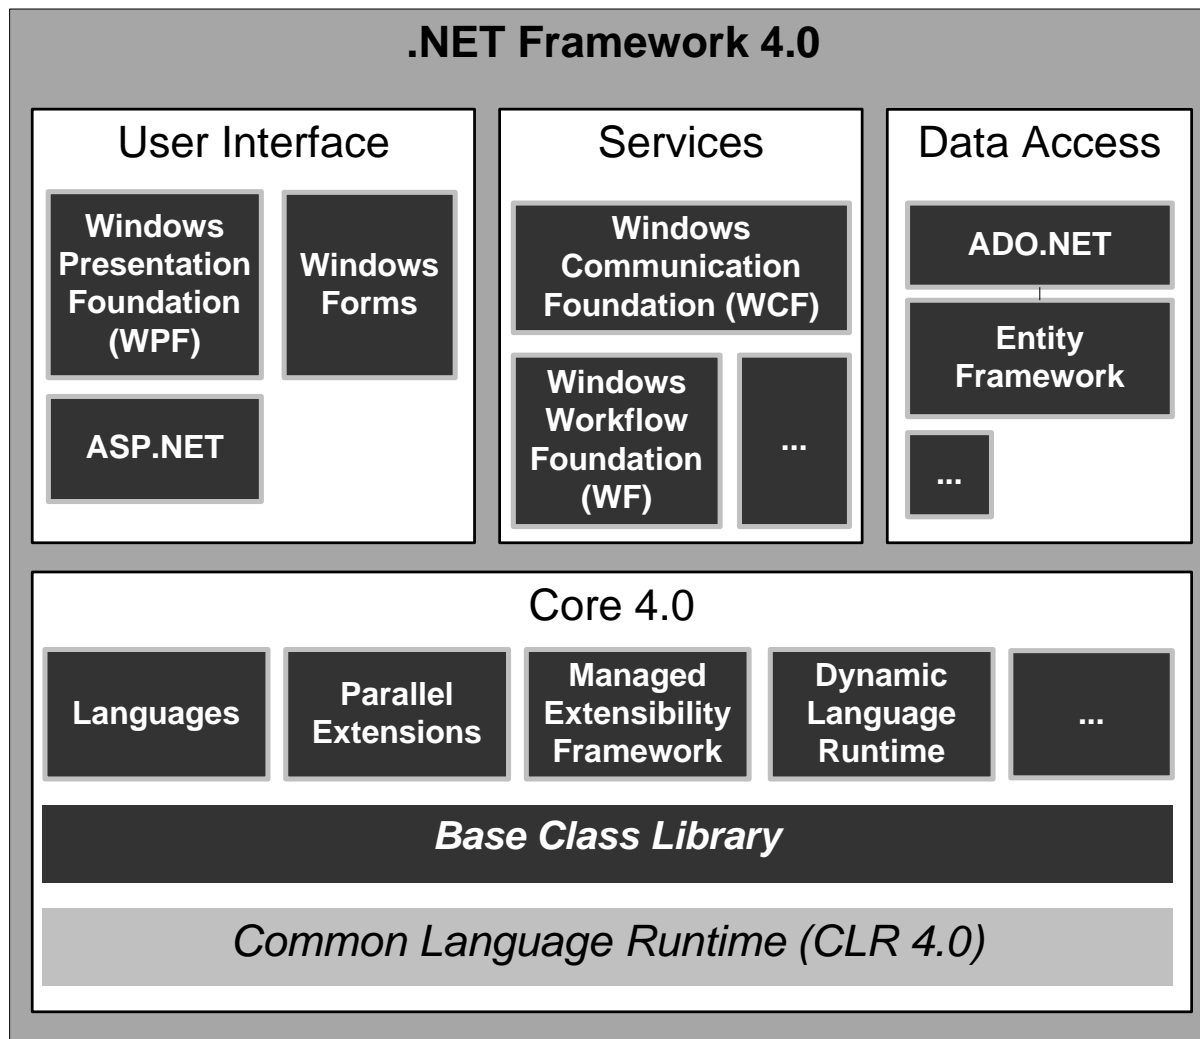 .NET Framework 4.0
User Interface
Windows
Presentation
Foundation
(WPF)
Windows
Forms
ASP.NET
Services
Windows
Communication
Foundation (WCF)
Windows
Workflow
Foundation
(WF)
...
Data Access
ADO.NET
Entity
Framework
...
Core 4.0
Languages
Parallel
Extensions
Managed
Extensibility
Framework
Dynamic
Language
Runtime
...
Base Class Library
Common Language Runtime (CLR 4.0)